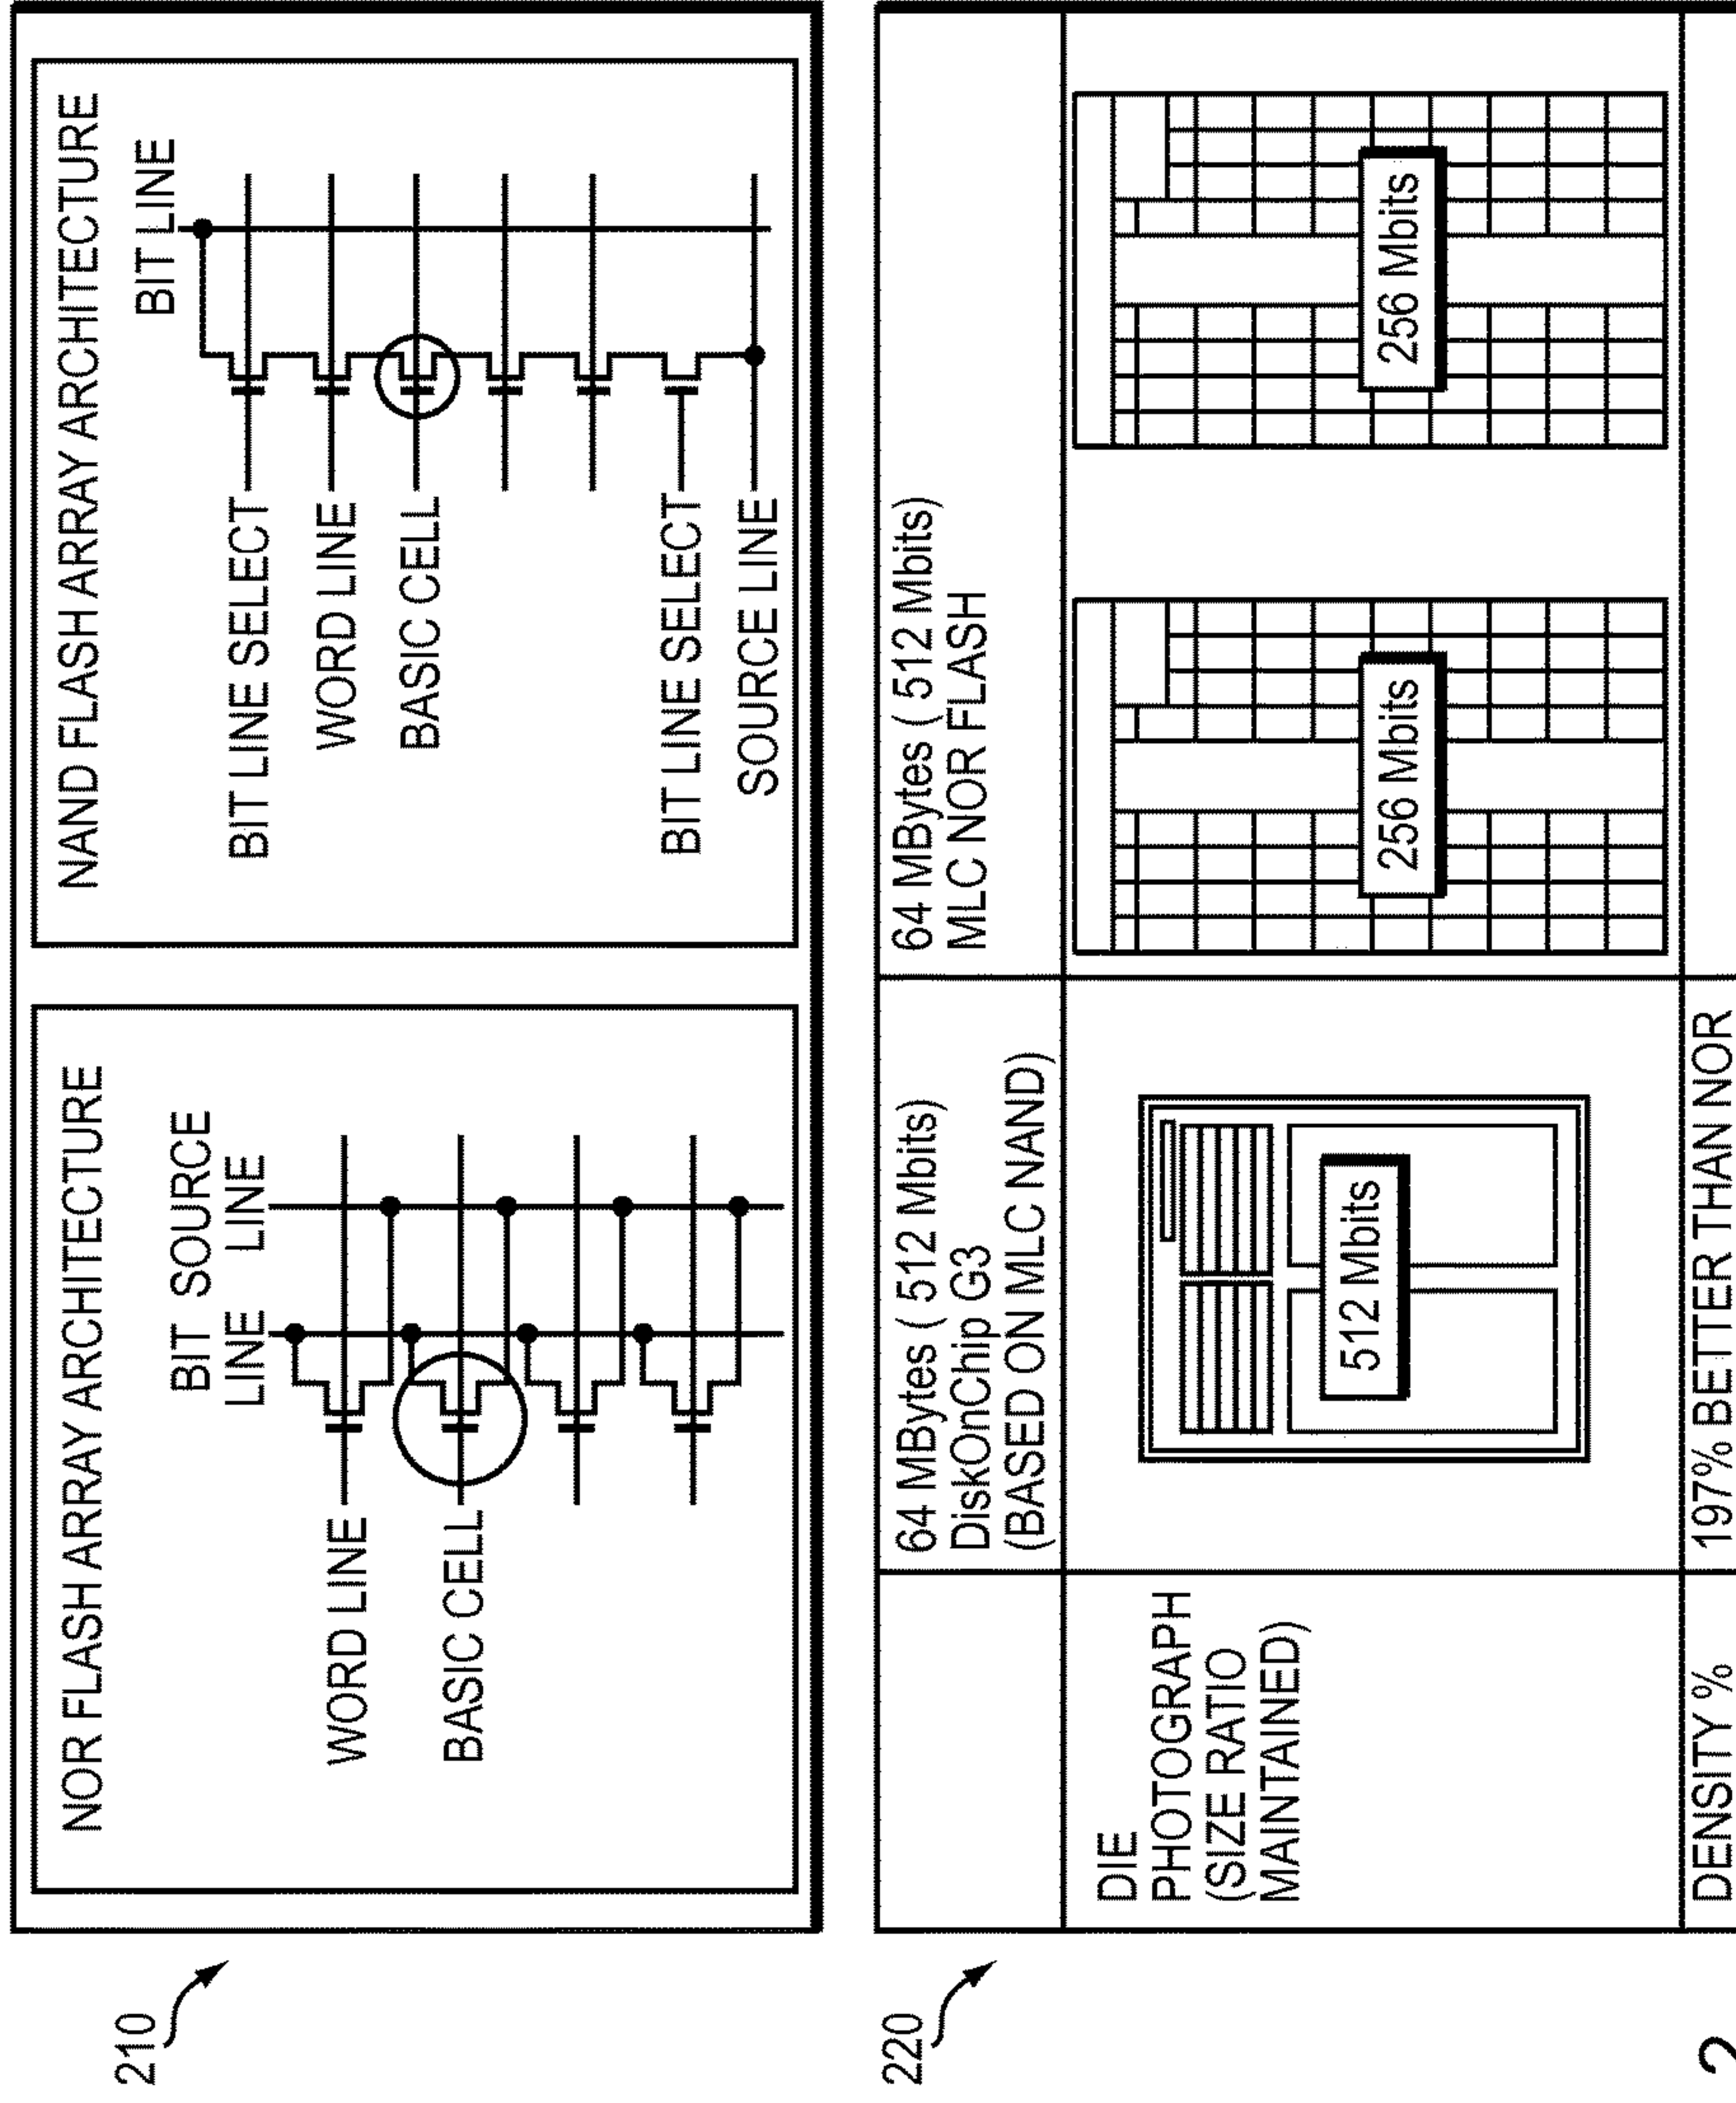 210
NOR FLASH ARRAY ARCHITECTURE
BIT SOURCE
LINE LINE
WORD LINE
BASIC CELL
NAND FLASH ARRAY ARCHITECTURE
BIT LINE
BIT LINE SELECT
WORD LINE
BASIC CELL
BIT LINE SELECT
SOURCE LINE
220
64 MBytes ( 512 Mbits)
DiskOnChip G3
(BASED ON MLC NAND)
64 MBytes ( 512 Mbits)
MLC NOR FLASH
DIE
PHOTOGRAPH
(SIZE RATIO
MAINTAINED)
512 Mbits
256 Mbits
256 Mbits
DENSITY %
197% BETTER THAN NOR